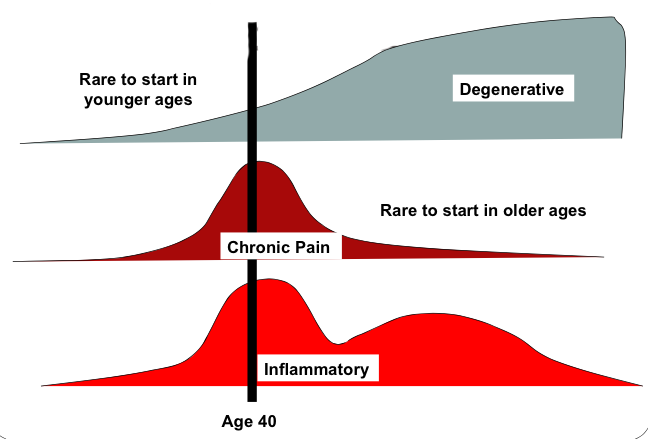 Rare to start in
younger ages
Degenerative
Rare to start in older ages
Chronic Pain
Inflammatory
Age 40